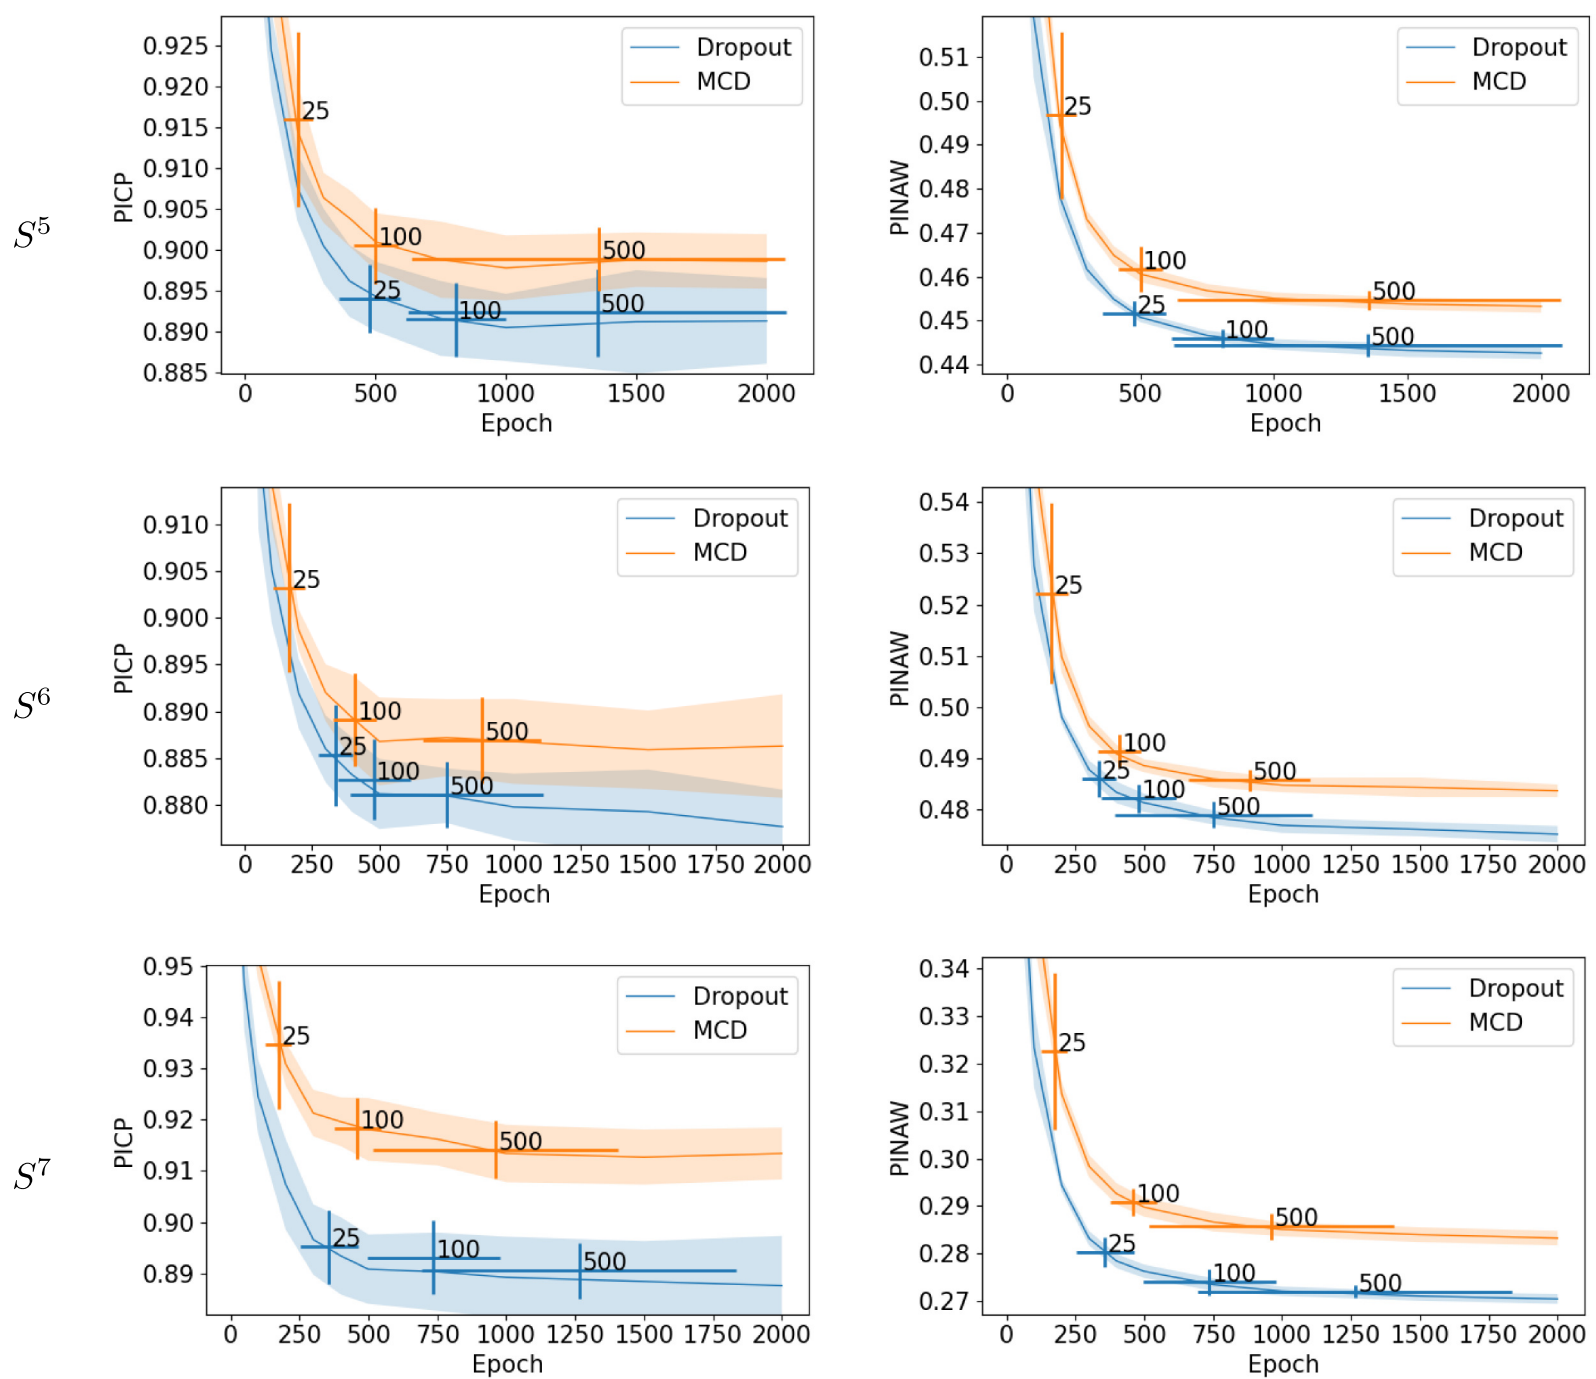 S^5
PICP
0.925
0.920
0.915
0.910
0.905
0.900
0.895
0.890
0.885
0 500 1000 1500 2000
Epoch
Dropout
MCD
25
100
500
25
100
500
PINAW
0.51
0.50
0.49
0.48
0.47
0.46
0.45
0.44
0 500 1000 1500 2000
Epoch
Dropout
MCD
25
100
500
25
100
500
S^6
PICP
0.910
0.905
0.900
0.895
0.890
0.885
0.880
0 250 500 750 1000 1250 1500 1750 2000
Epoch
Dropout
MCD
25
100
500
25
100
500
PINAW
0.54
0.53
0.52
0.51
0.50
0.49
0.48
0 250 500 750 1000 1250 1500 1750 2000
Epoch
Dropout
MCD
25
100
500
25
100
500
S^7
PICP
0.95
0.94
0.93
0.92
0.91
0.90
0.89
0 250 500 750 1000 1250 1500 1750 2000
Epoch
Dropout
MCD
25
100
500
25
100
500
PINAW
0.34
0.33
0.32
0.31
0.30
0.29
0.28
0.27
0 250 500 750 1000 1250 1500 1750 2000
Epoch
Dropout
MCD
25
100
500
25
100
500